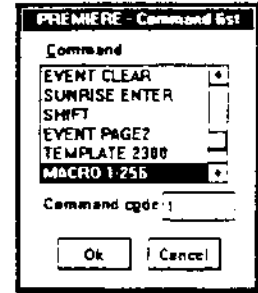 PREMIERE - Command list
Command
EVENT CLEAR
SUNRISE ENTER
SHIFT
EVENT PAGE2
TEMPLATE 2300
MACRO 1-256
Command code
Ok
Cancel